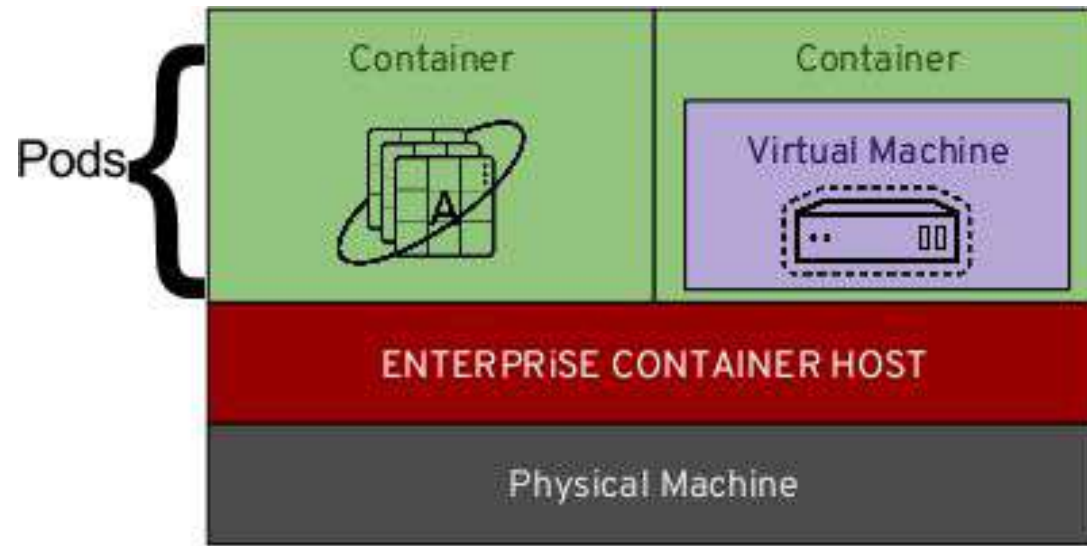 Pods
Container
A
Container
Virtual Machine
ENTERPRiSE CONTAINER HOST
Physical Machine